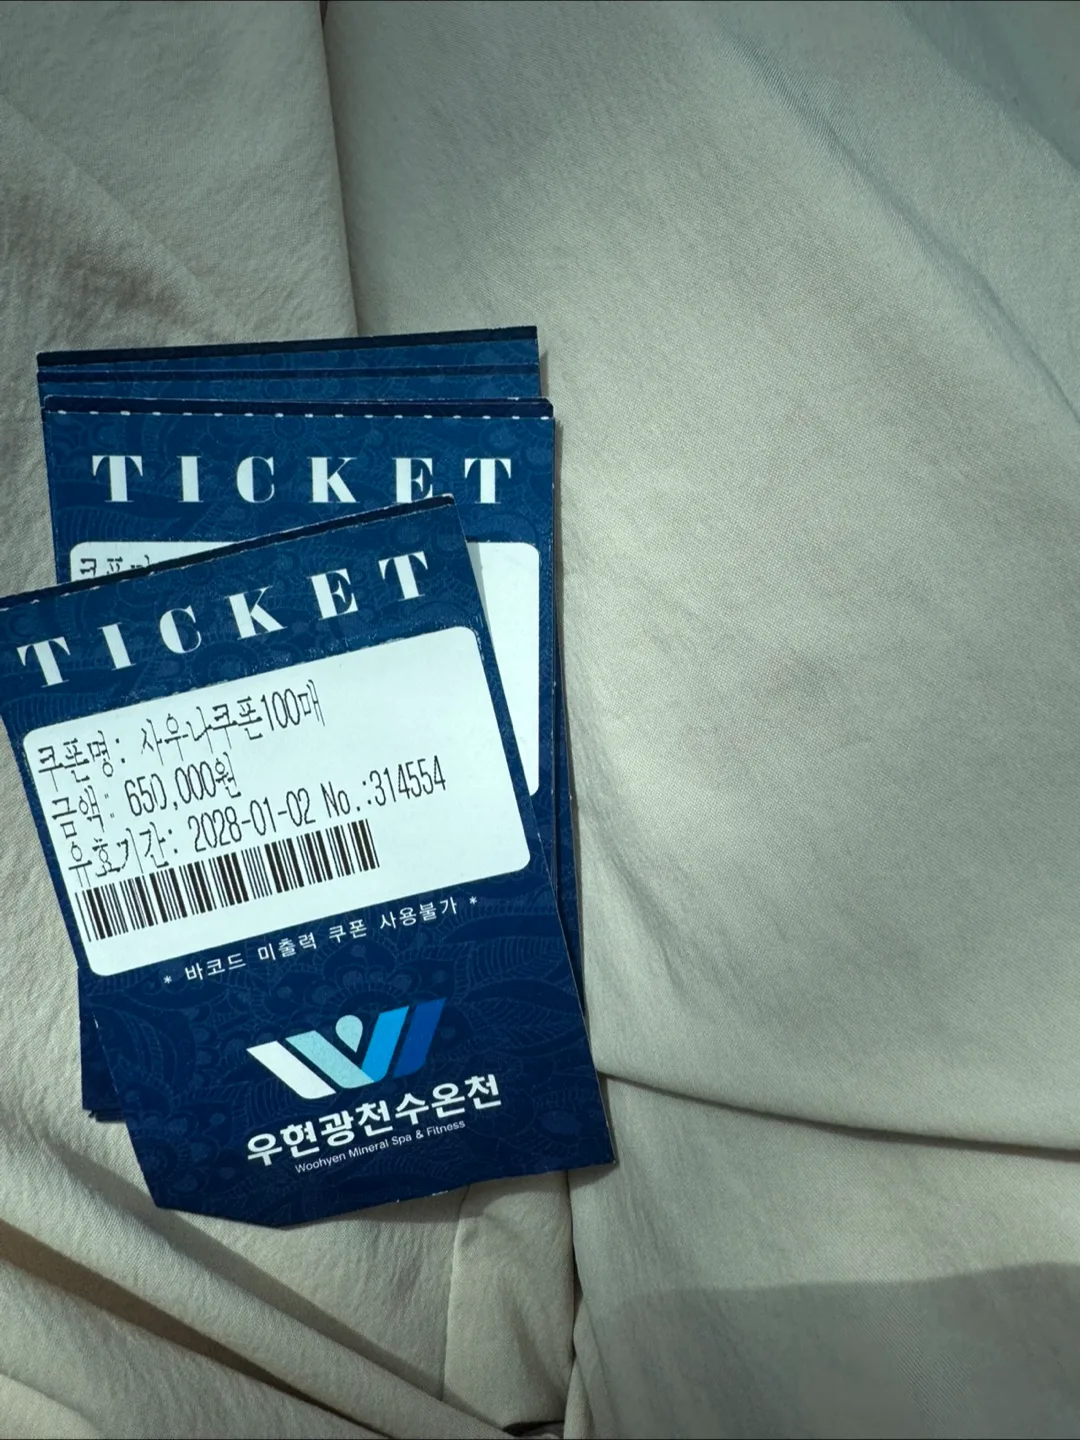 TICKET
TICKET
쿠폰명: 사우나쿠폰100매
금액: 650,000원
유효기간: 2028-01-02 No.:314554
* 바코드 미출력 쿠폰 사용불가 *
우현광천수온천
Woohyen Mineral Spa & Fitness